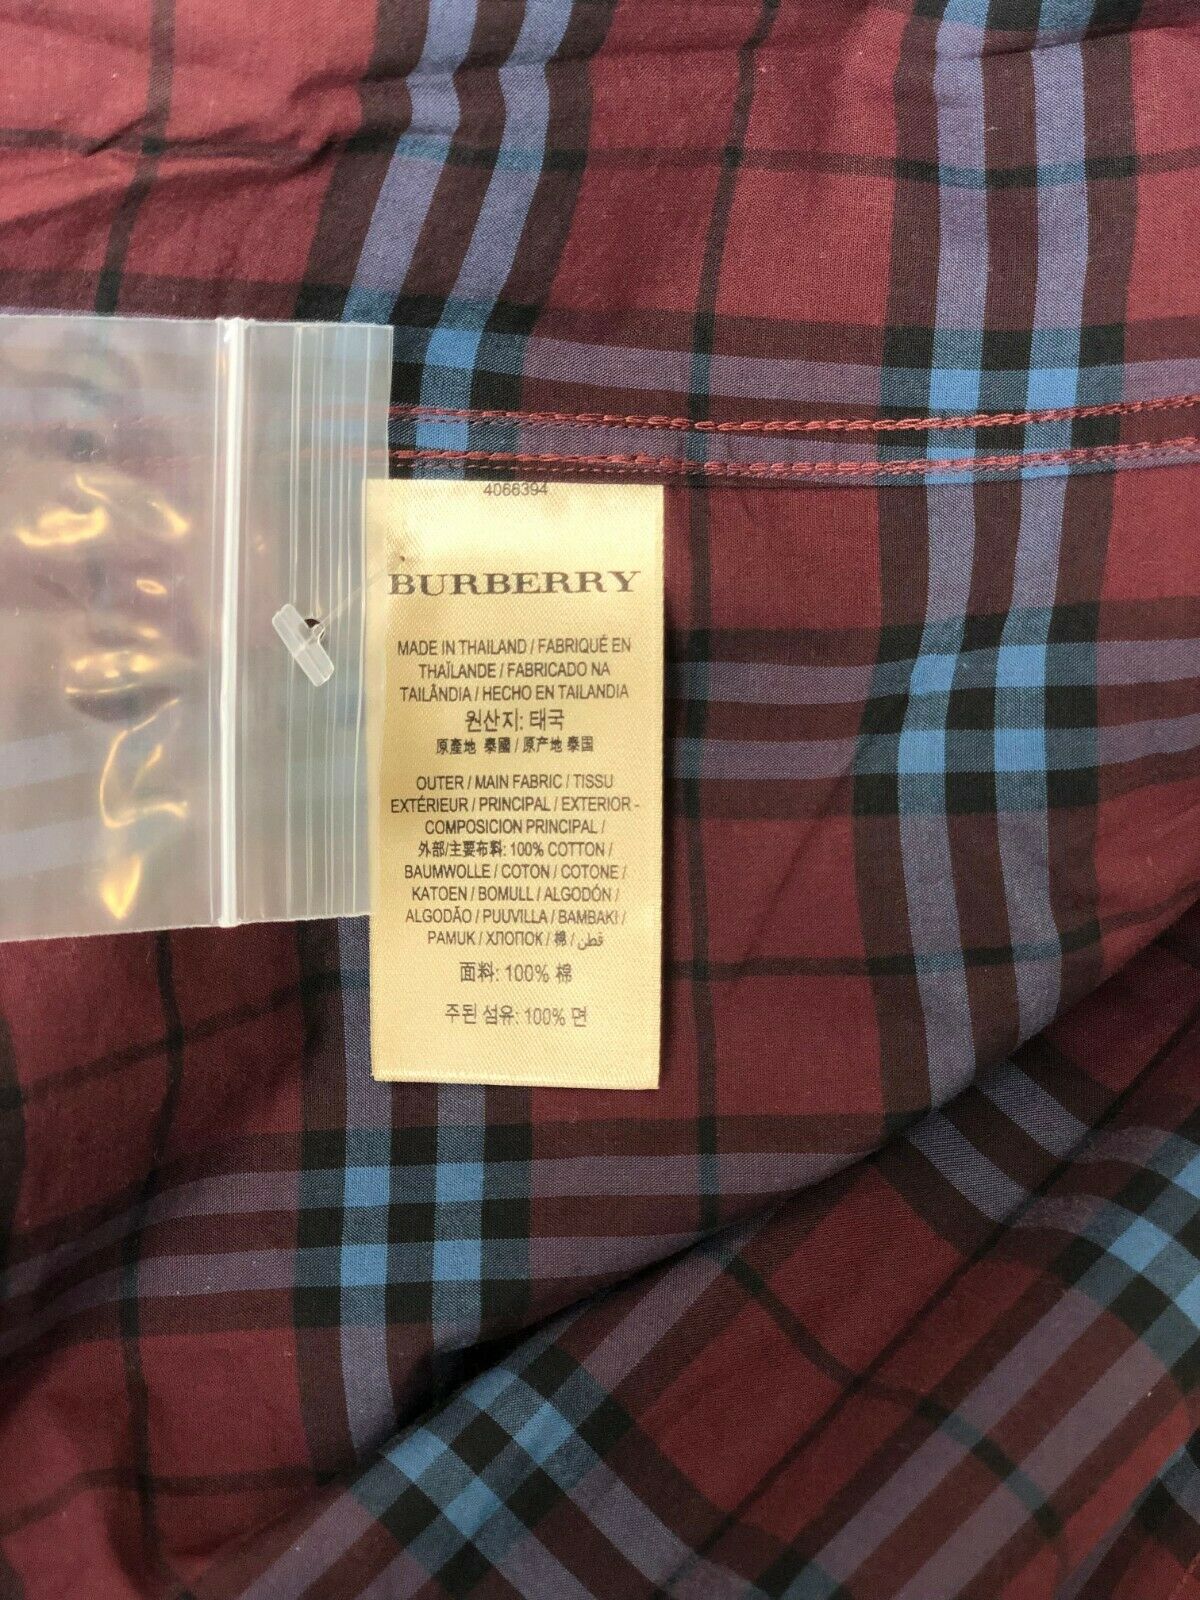 4066394
BURBERRY
MADE IN THAILAND / FABRIQUÉ EN
THAÏLANDE / FABRICADO NA
TAILÂNDIA / HECHO EN TAILANDIA
원산지: 태국
原產地 泰國 / 原产地 泰国
OUTER / MAIN FABRIC / TISSU
EXTÉRIEUR / PRINCIPAL / EXTERIOR -
COMPOSICION PRINCIPAL /
外部/主要布料: 100% COTTON /
BAUMWOLLE / COTON / COTONE /
KATOEN / BOMULL / ALGODÓN /
ALGODÃO / PUUVILLA / BAMBAKI /
PAMUK / ХЛОПОК / 棉 / قطن
面料: 100% 棉
주된 섬유: 100% 면